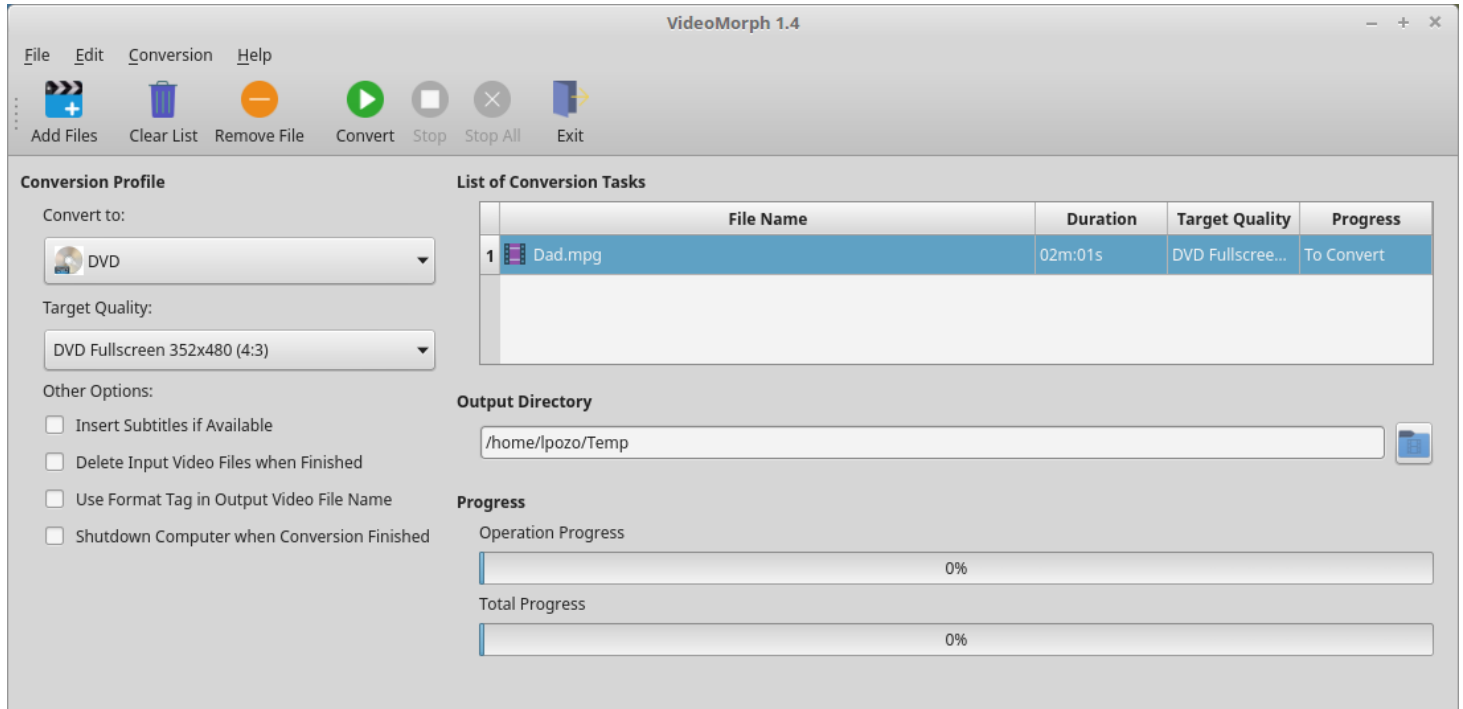 VideoMorph 1.4
File Edit Conversion Help
Add Files Clear List Remove File Convert Stop Stop All Exit
Conversion Profile
Convert to:
DVD
Target Quality:
DVD Fullscreen 352x480 (4:3)
Other Options:
Insert Subtitles if Available
Delete Input Video Files when Finished
Use Format Tag in Output Video File Name
Shutdown Computer when Conversion Finished
List of Conversion Tasks
File Name Duration Target Quality Progress
1 Dad.mpg 02m:01s DVD Fullscree... To Convert
Output Directory
/home/lpozo/Temp
Progress
Operation Progress
0%
Total Progress
0%